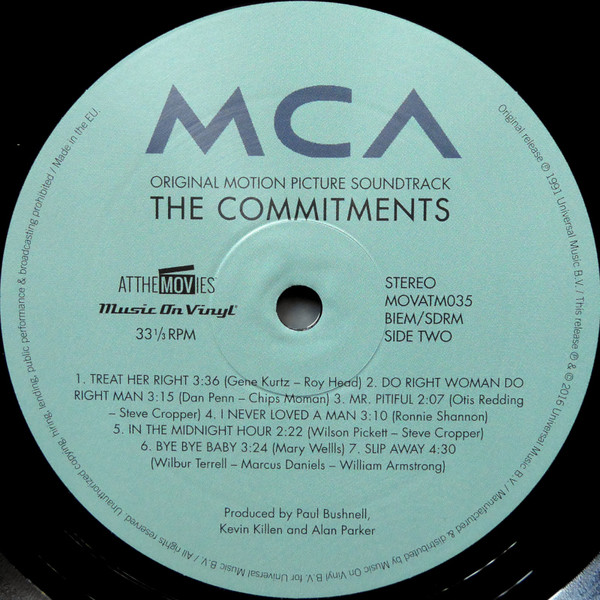 MCA
ORIGINAL MOTION PICTURE SOUNDTRACK
THE COMMITMENTS
ATTHEMOVIES
Music On Vinyl
33 1/3 RPM
STEREO
MOVATM035
BIEM/SDRM
SIDE TWO
1. TREAT HER RIGHT 3:36 (Gene Kurtz – Roy Head) 2. DO RIGHT WOMAN DO
RIGHT MAN 3:15 (Dan Penn – Chips Moman) 3. MR. PITIFUL 2:07 (Otis Redding
– Steve Cropper) 4. I NEVER LOVED A MAN 3:10 (Ronnie Shannon)
5. IN THE MIDNIGHT HOUR 2:22 (Wilson Pickett – Steve Cropper)
6. BYE BYE BABY 3:24 (Mary Wellls) 7. SLIP AWAY 4:30
(Wilbur Terrell – Marcus Daniels – William Armstrong)
Produced by Paul Bushnell,
Kevin Killen and Alan Parker
Original release ℗ 1991 Universal Music B.V. / This release ℗ & © 2016 Universal Music B.V. / Manufactured & distributed by Music On Vinyl B.V. for Universal Music B.V. / All rights reserved. Unauthorized copying, hiring, lending, public performance & broadcasting prohibited / Made in the EU.